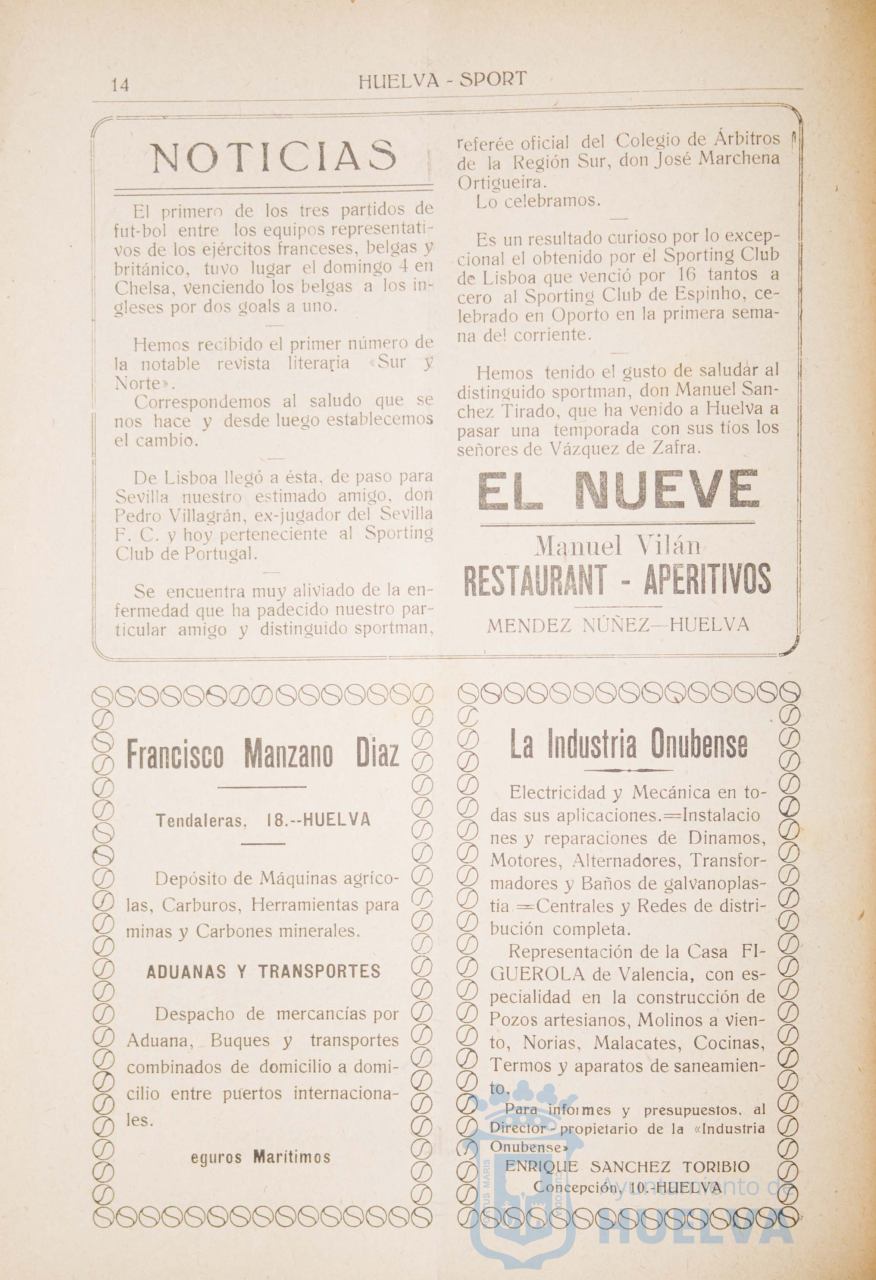 14
HUELVA - SPORT
NOTICIAS
El primero de los tres partidos de
fut-bol entre los equipos representati-
vos de los ejércitos franceses, belgas y
británico, tuvo lugar el domingo 4 en
Chelsa, venciendo los belgas a los in-
gleses por dos goals a uno.
Hemos recibido el primer número de
la notable revista literaria «Sur y
Norte».
Correspondemos al saludo que se
nos hace y desde luego establecemos
el cambio.
De Lisboa llegó a ésta, de paso para
Sevilla nuestro estimado amigo, don
Pedro Villagrán, ex-jugador del Sevilla
F. C. y hoy perteneciente al Sporting
Club de Portugal.
Se encuentra muy aliviado de la en-
fermedad que ha padecido nuestro par-
ticular amigo y distinguido sportman,
referée oficial del Colegio de Árbitros
de la Región Sur, don José Marchena
Ortigueira.
Lo celebramos.
Es un resultado curioso por lo excep-
cional el obtenido por el Sporting Club
de Lisboa que venció por 16 tantos a
cero al Sporting Club de Espinho, ce-
lebrado en Oporto en la primera sema-
na del corriente.
Hemos tenido el gusto de saludar al
distinguido sportman, don Manuel San-
chez Tirado, que ha venido a Huelva a
pasar una temporada con sus tíos los
señores de Vázquez de Zafra.
EL NUEVE
Manuel Vilán
RESTAURANT - APERITIVOS
MENDEZ NÚÑEZ—HUELVA
Francisco Manzano Diaz
Tendaleras, 18.--HUELVA
Depósito de Máquinas agríco-
las, Carburos, Herramientas para
minas y Carbones minerales.
ADUANAS Y TRANSPORTES
Despacho de mercancías por
Aduana, Buques y transportes
combinados de domicilio a domi-
cilio entre puertos internaciona-
les.
eguros Marítimos
La Industria Onubense
Electricidad y Mecánica en to-
das sus aplicaciones.=Instalacio
nes y reparaciones de Dinamos,
Motores, Alternadores, Transfor-
madores y Baños de galvanoplas-
tia.=Centrales y Redes de distri-
bución completa.
Representación de la Casa FI-
GUEROLA de Valencia, con es-
pecialidad en la construcción de
Pozos artesianos, Molinos a vien-
to, Norias, Malacates, Cocinas,
Termos y aparatos de saneamien-
to.
Para informes y presupuestos, al
Director-propietario de la «Industria
Onubense»
ENRIQUE SANCHEZ TORIBIO
Concepción, 10.-HUELVA
Ayuntamiento de
HUELVA